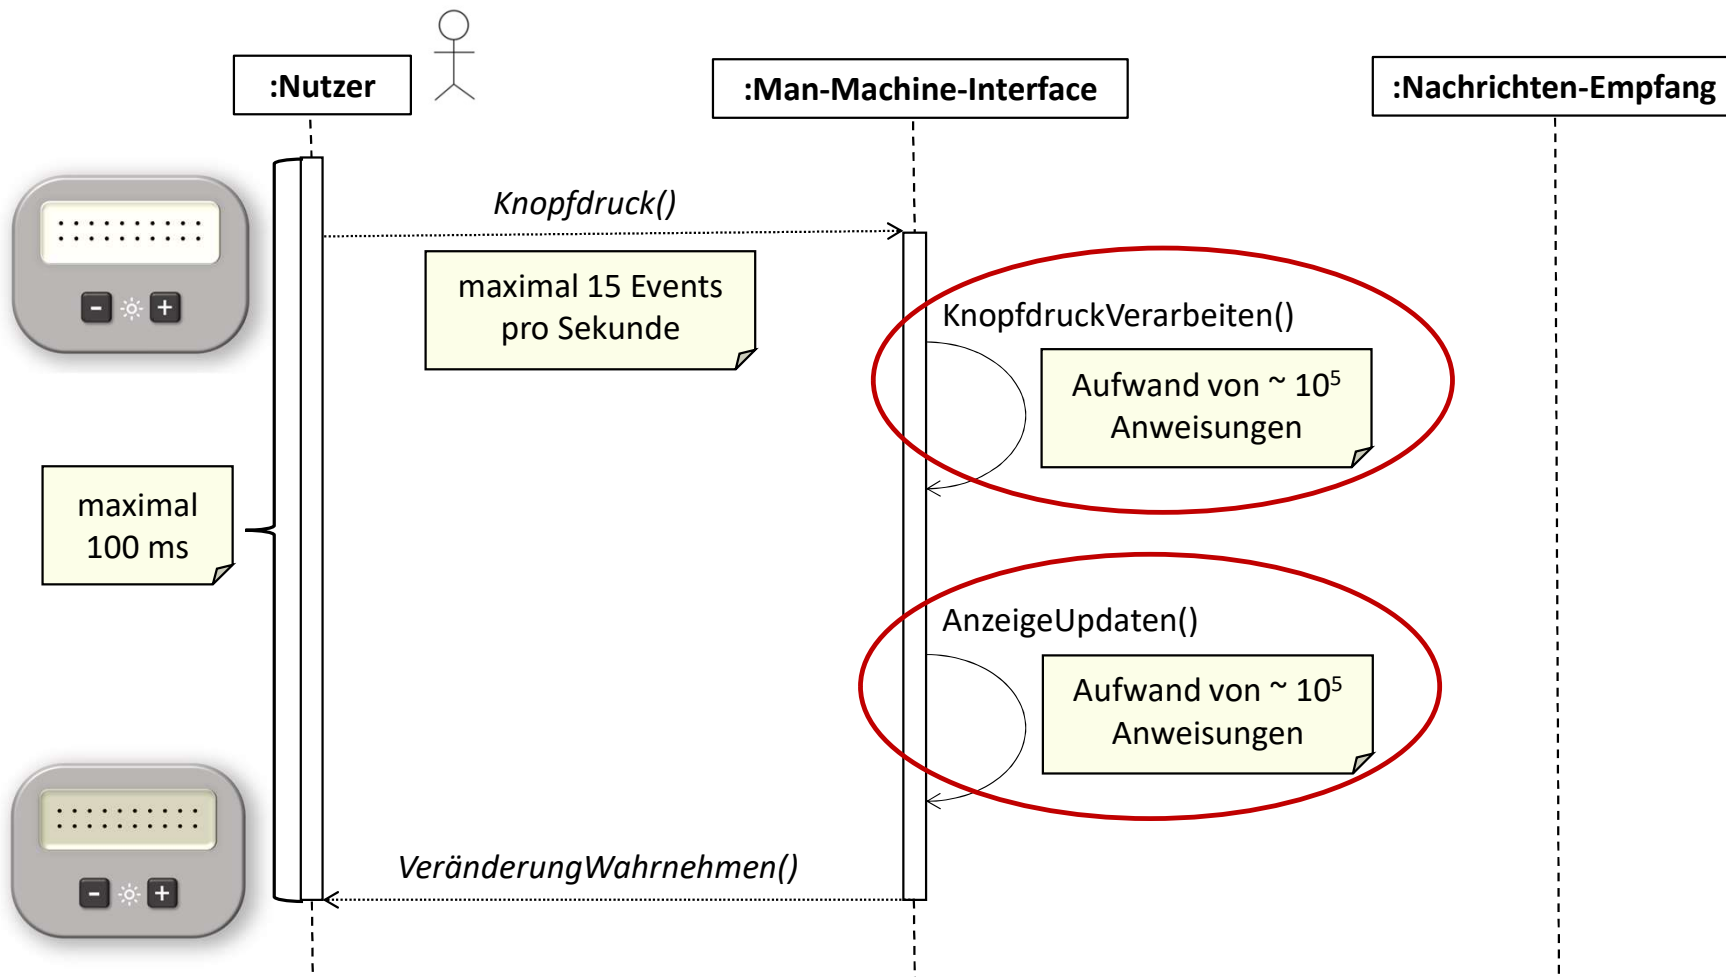 :Nutzer
:Man-Machine-Interface
:Nachrichten-Empfang
Knopfdruck()
maximal 15 Events
pro Sekunde
KnopfdruckVerarbeiten()
Aufwand von ~ 10⁵
Anweisungen
- +
maximal
100 ms
AnzeigeUpdaten()
Aufwand von ~ 10⁵
Anweisungen
VeränderungWahrnehmen()
- +